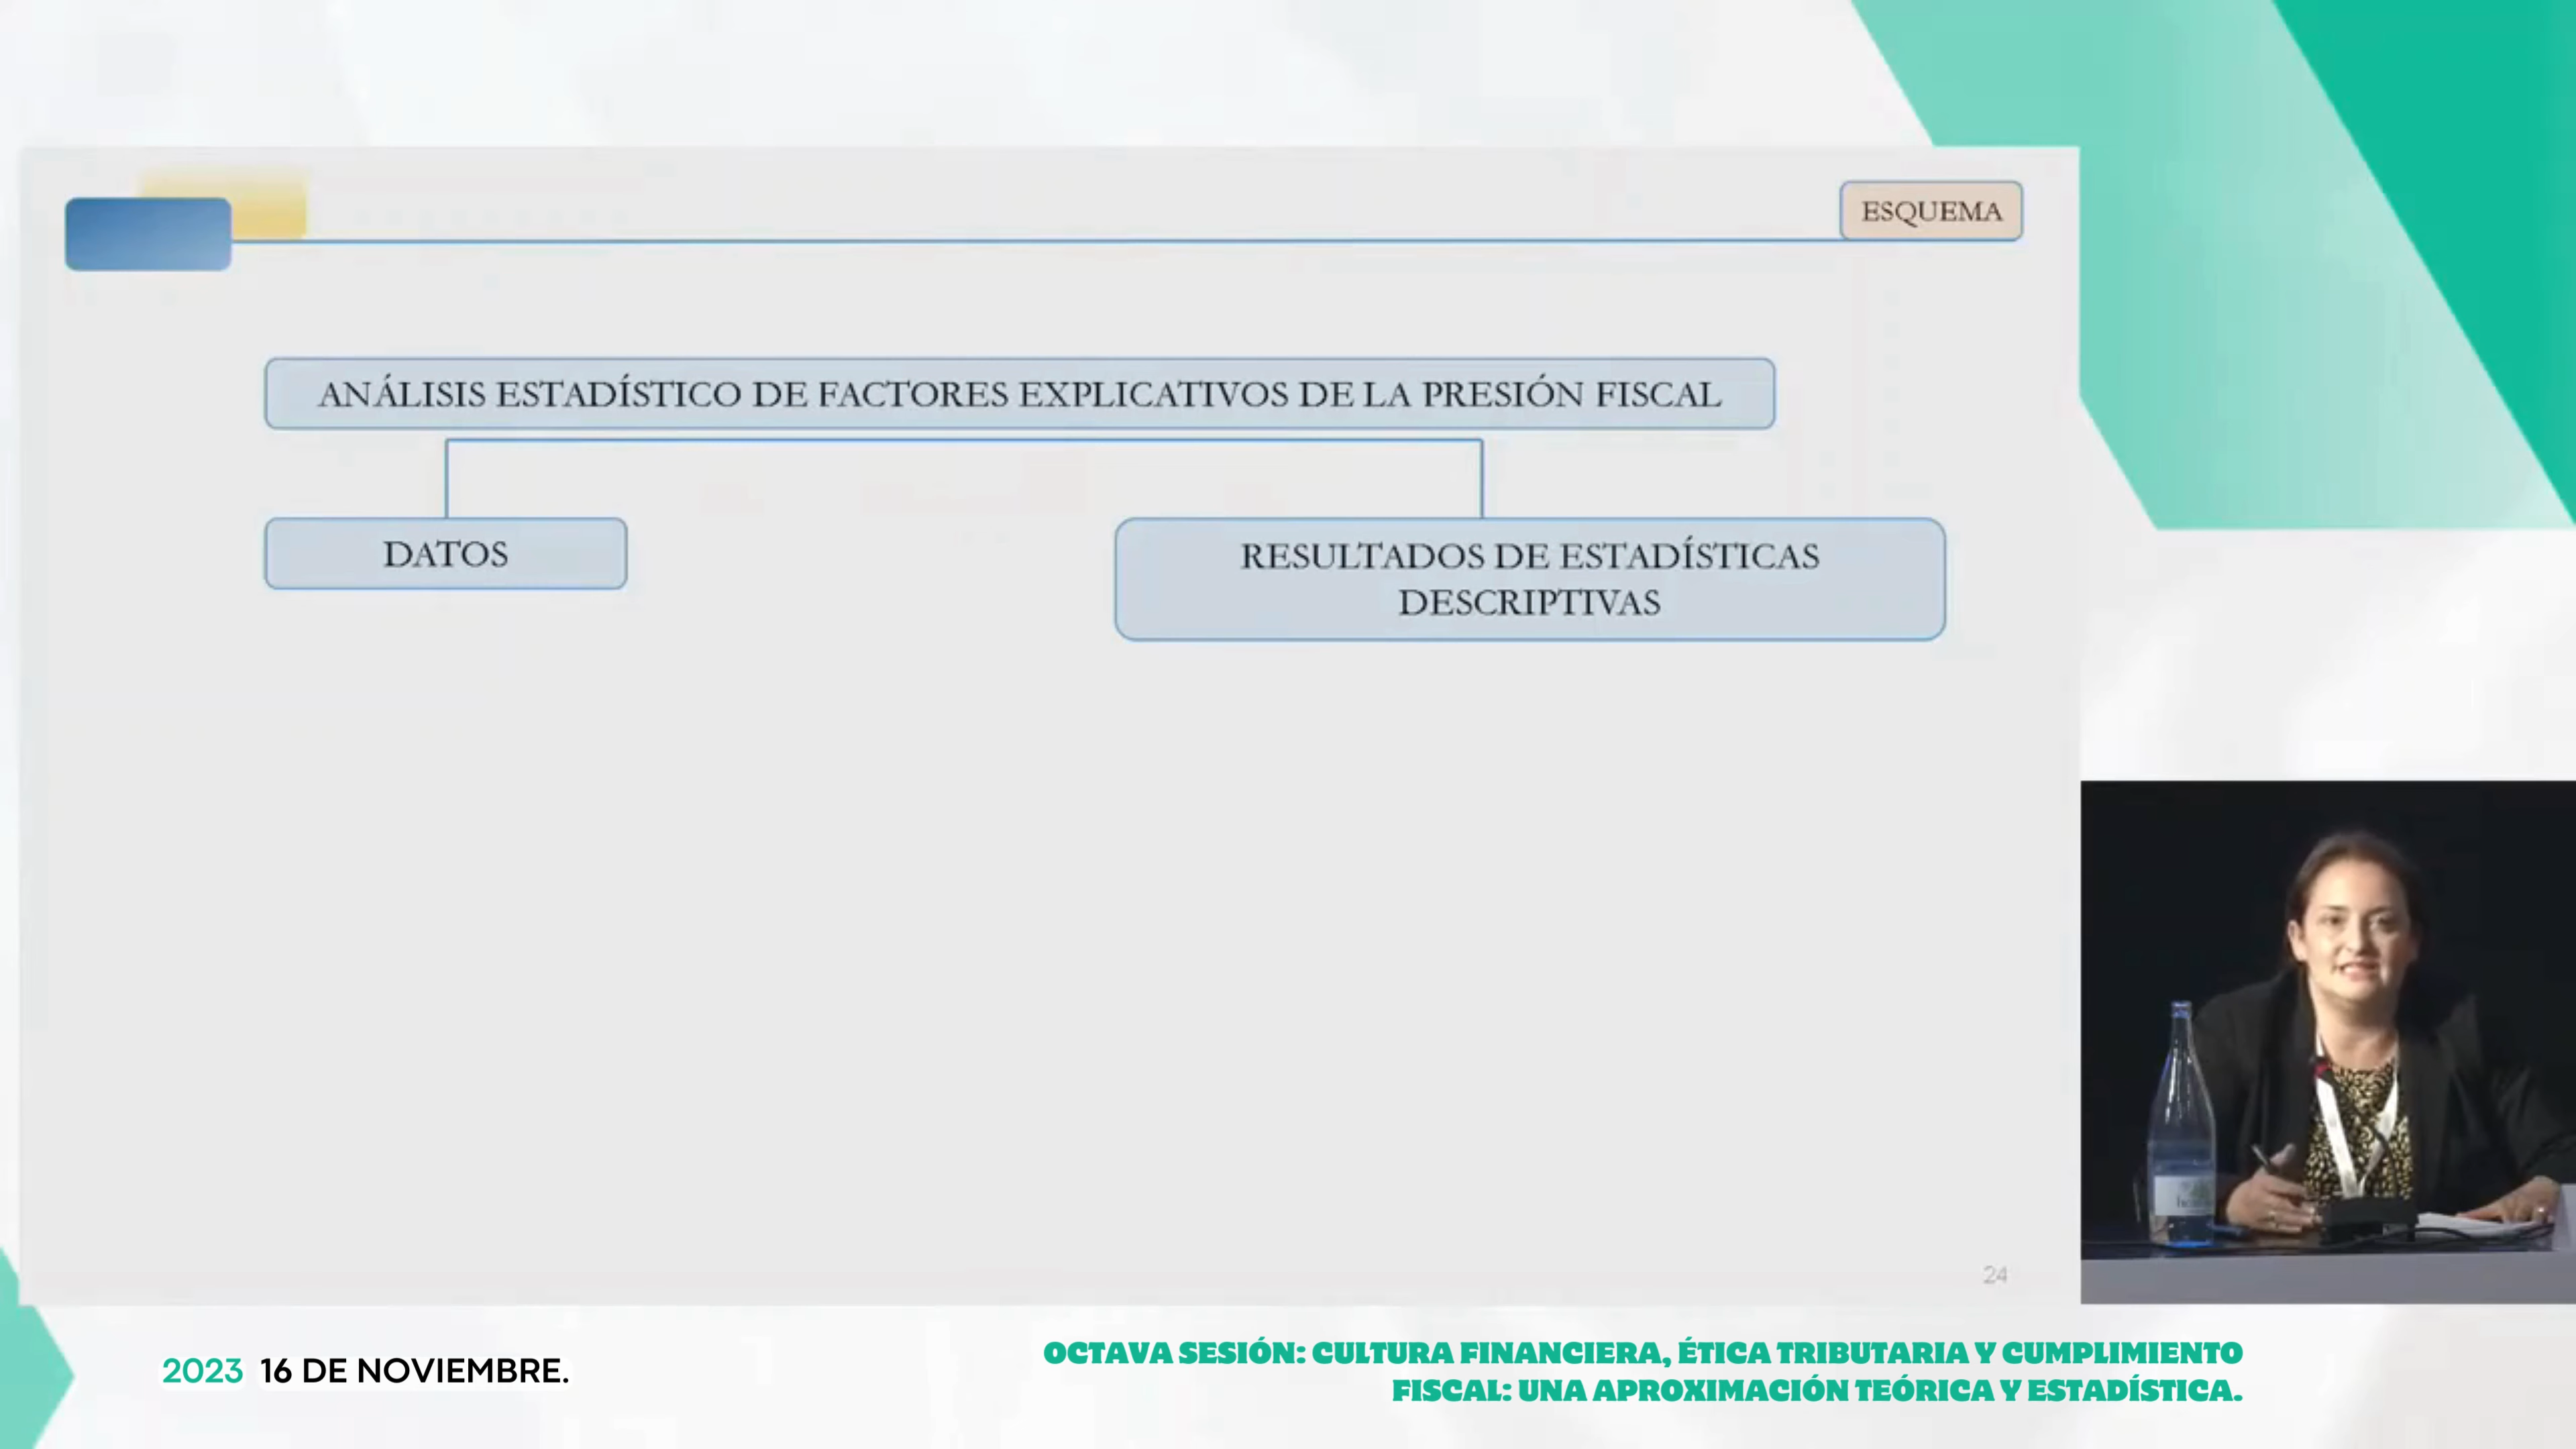 ESQUEMA
ANÁLISIS ESTADÍSTICO DE FACTORES EXPLICATIVOS DE LA PRESIÓN FISCAL
DATOS
RESULTADOS DE ESTADÍSTICAS
DESCRIPTIVAS
24
2023 16 DE NOVIEMBRE.
OCTAVA SESIÓN: CULTURA FINANCIERA, ÉTICA TRIBUTARIA Y CUMPLIMIENTO
FISCAL: UNA APROXIMACIÓN TEÓRICA Y ESTADÍSTICA.